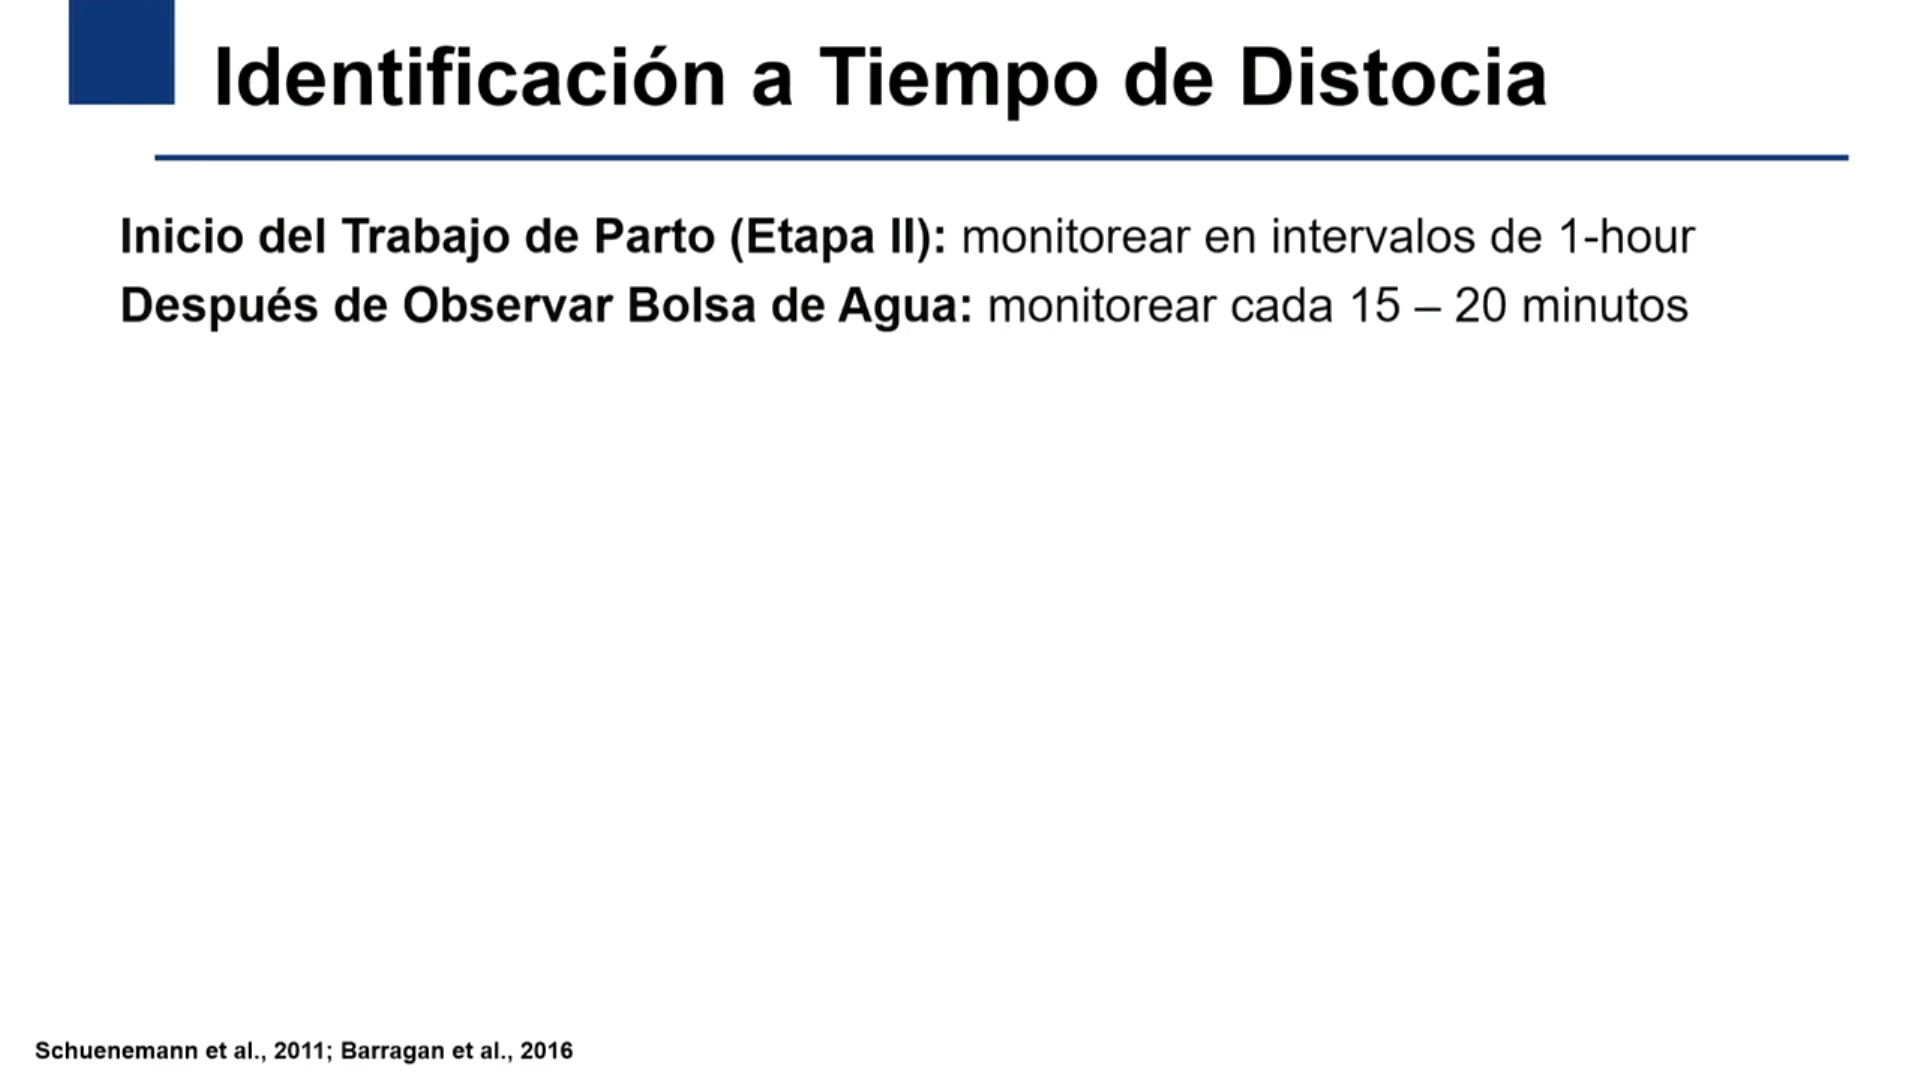 Identificación a Tiempo de Distocia
Inicio del Trabajo de Parto (Etapa II): monitorear en intervalos de 1-hour
Después de Observar Bolsa de Agua: monitorear cada 15 – 20 minutos
Schuenemann et al., 2011; Barragan et al., 2016